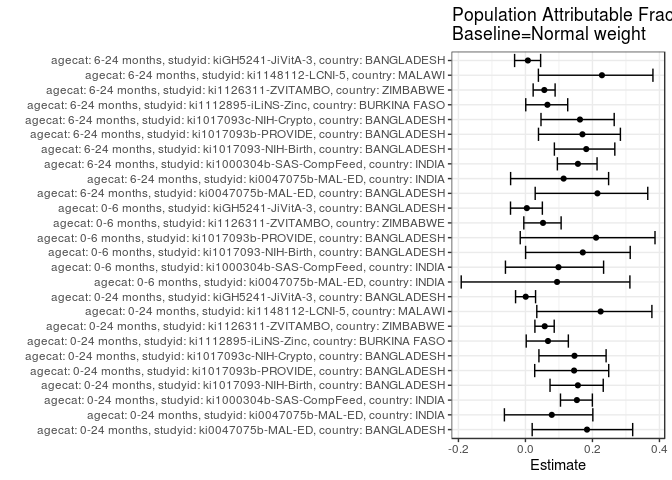 Population Attributable Frac
Baseline=Normal weight
agecat: 6-24 months, studyid: kiGH5241-JiVitA-3, country: BANGLADESH
agecat: 6-24 months, studyid: ki1148112-LCNI-5, country: MALAWI
agecat: 6-24 months, studyid: ki1126311-ZVITAMBO, country: ZIMBABWE
agecat: 6-24 months, studyid: ki1112895-iLiNS-Zinc, country: BURKINA FASO
agecat: 6-24 months, studyid: ki1017093c-NIH-Crypto, country: BANGLADESH
agecat: 6-24 months, studyid: ki1017093b-PROVIDE, country: BANGLADESH
agecat: 6-24 months, studyid: ki1017093-NIH-Birth, country: BANGLADESH
agecat: 6-24 months, studyid: ki1000304b-SAS-CompFeed, country: INDIA
agecat: 6-24 months, studyid: ki0047075b-MAL-ED, country: INDIA
agecat: 6-24 months, studyid: ki0047075b-MAL-ED, country: BANGLADESH
agecat: 0-6 months, studyid: kiGH5241-JiVitA-3, country: BANGLADESH
agecat: 0-6 months, studyid: ki1126311-ZVITAMBO, country: ZIMBABWE
agecat: 0-6 months, studyid: ki1017093b-PROVIDE, country: BANGLADESH
agecat: 0-6 months, studyid: ki1017093-NIH-Birth, country: BANGLADESH
agecat: 0-6 months, studyid: ki1000304b-SAS-CompFeed, country: INDIA
agecat: 0-6 months, studyid: ki0047075b-MAL-ED, country: INDIA
agecat: 0-24 months, studyid: kiGH5241-JiVitA-3, country: BANGLADESH
agecat: 0-24 months, studyid: ki1148112-LCNI-5, country: MALAWI
agecat: 0-24 months, studyid: ki1126311-ZVITAMBO, country: ZIMBABWE
agecat: 0-24 months, studyid: ki1112895-iLiNS-Zinc, country: BURKINA FASO
agecat: 0-24 months, studyid: ki1017093c-NIH-Crypto, country: BANGLADESH
agecat: 0-24 months, studyid: ki1017093b-PROVIDE, country: BANGLADESH
agecat: 0-24 months, studyid: ki1017093-NIH-Birth, country: BANGLADESH
agecat: 0-24 months, studyid: ki1000304b-SAS-CompFeed, country: INDIA
agecat: 0-24 months, studyid: ki0047075b-MAL-ED, country: INDIA
agecat: 0-24 months, studyid: ki0047075b-MAL-ED, country: BANGLADESH
-0.2 0.0 0.2 0.4
Estimate